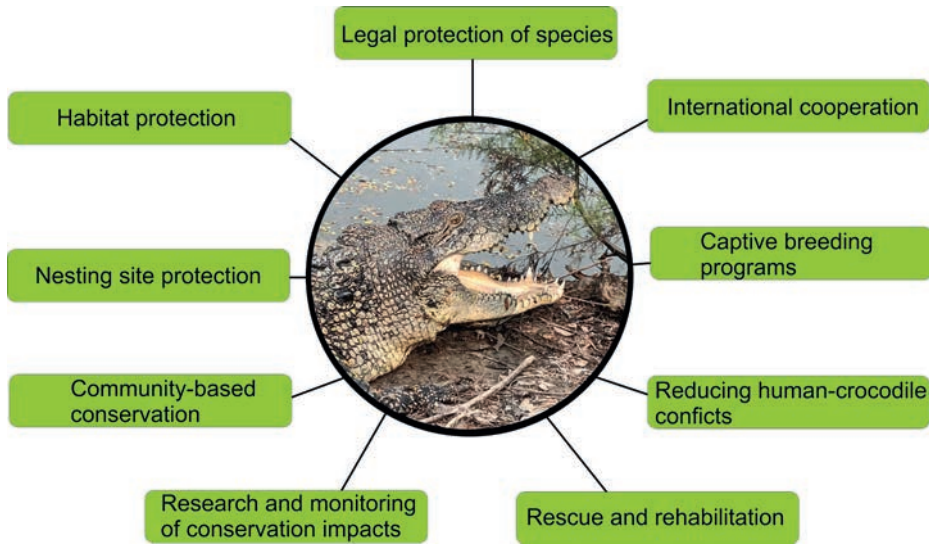 Legal protection of species
Habitat protection
International cooperation
Nesting site protection
Captive breeding
programs
Community-based
conservation
Reducing human-crocodile
conficts
Research and monitoring
of conservation impacts
Rescue and rehabilitation